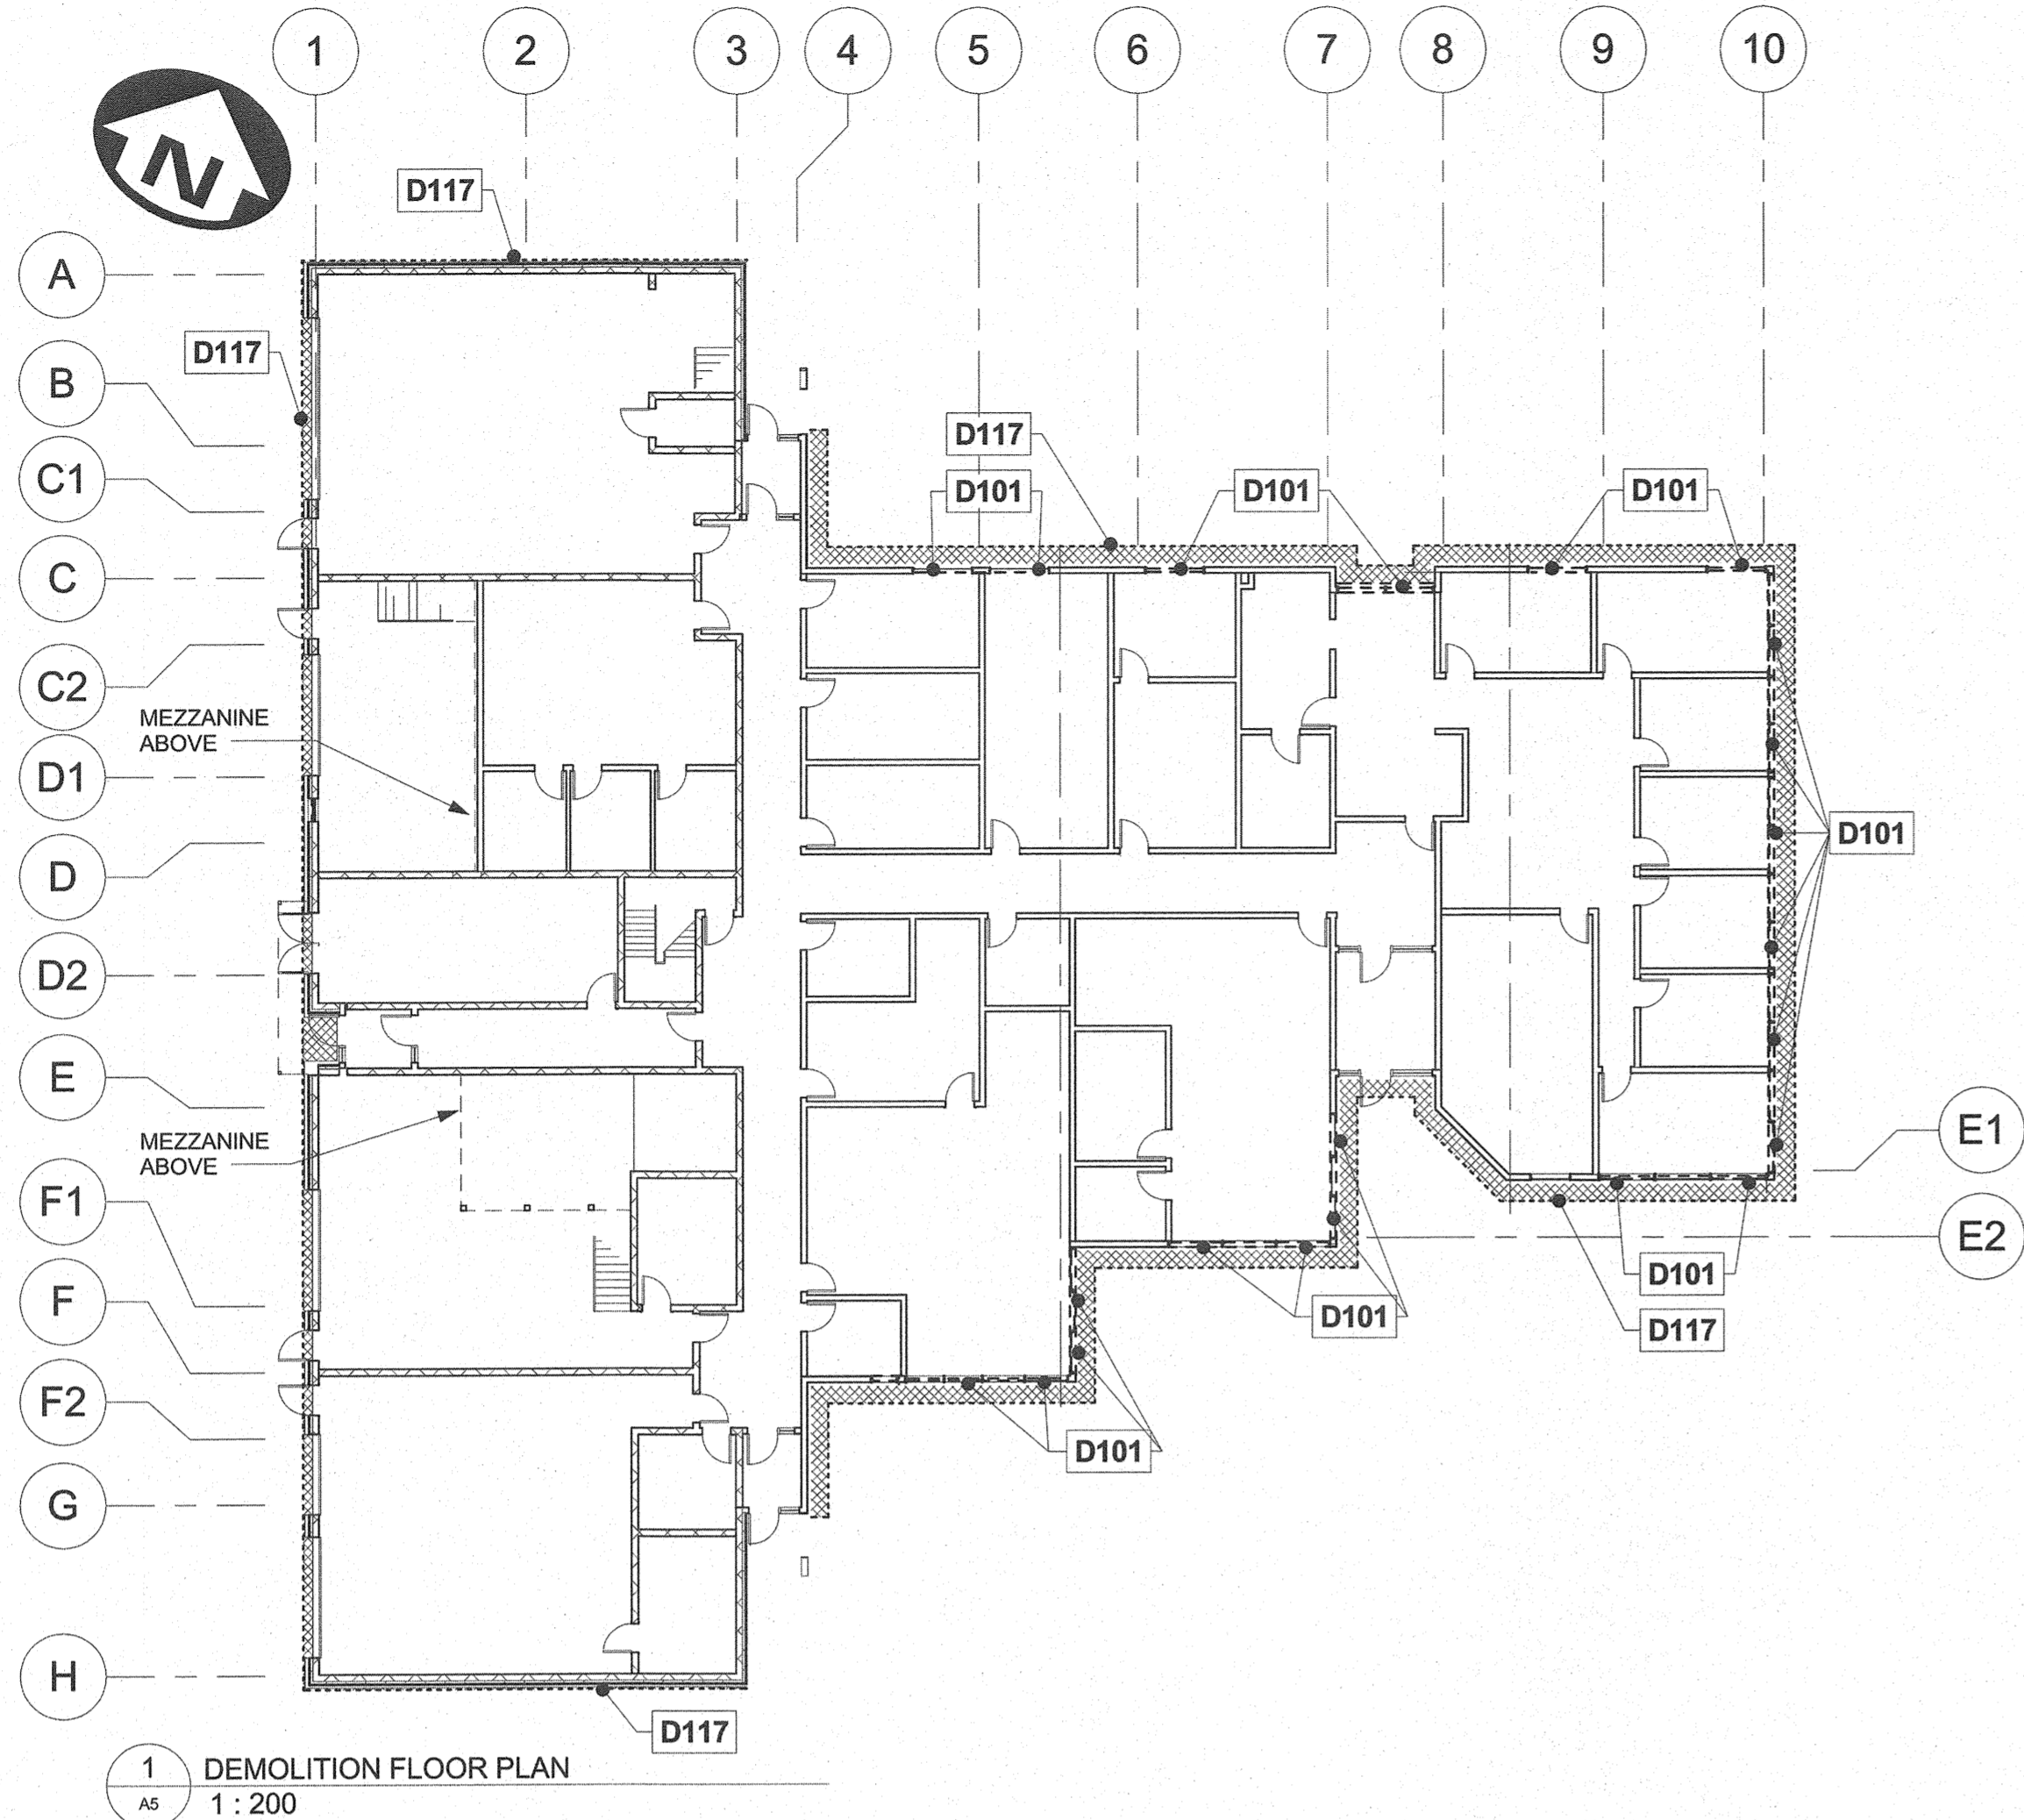 1
2
3
4
5
6
7
8
9
10
N
D117
A
D117
B
D117
C1
D101
D101
D101
C
C2
MEZZANINE
ABOVE
D1
D101
D
D2
E
E1
MEZZANINE
ABOVE
F1
E2
D101
F
D101
D117
F2
D101
G
H
D117
1
A5
DEMOLITION FLOOR PLAN
1 : 200